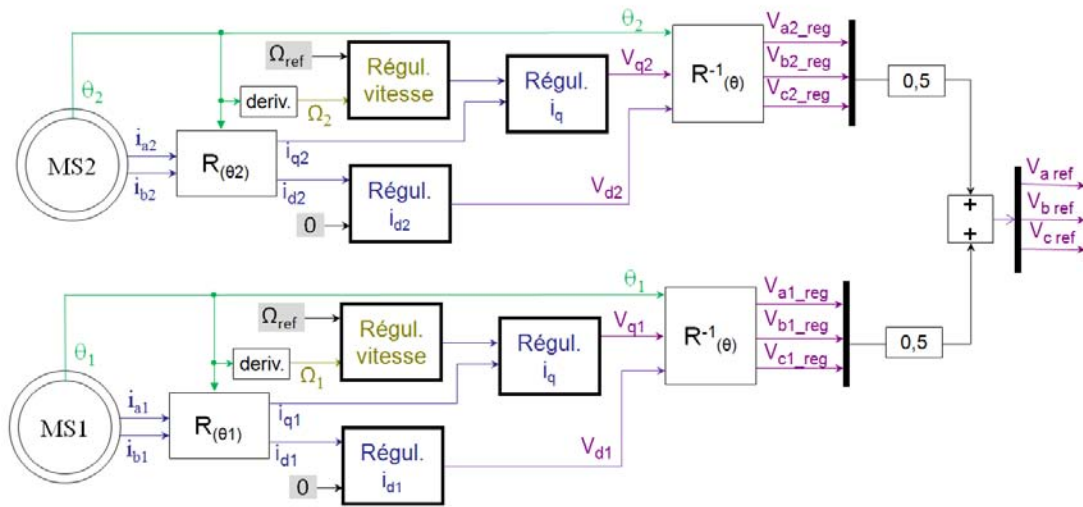 θ2
θ2
Ωref
deriv.
Ω2
Régul.
vitesse
Régul.
iq
Vq2
R-1(θ)
Va2_reg
Vb2_reg
Vc2_reg
0,5
MS2
ia2
ib2
R(θ2)
iq2
id2
0
Régul.
id2
Vd2
+
+
Va ref
Vb ref
Vc ref
θ1
θ1
Ωref
deriv.
Ω1
Régul.
vitesse
Régul.
iq
Vq1
R-1(θ)
Va1_reg
Vb1_reg
Vc1_reg
0,5
MS1
ia1
ib1
R(θ1)
iq1
id1
0
Régul.
id1
Vd1